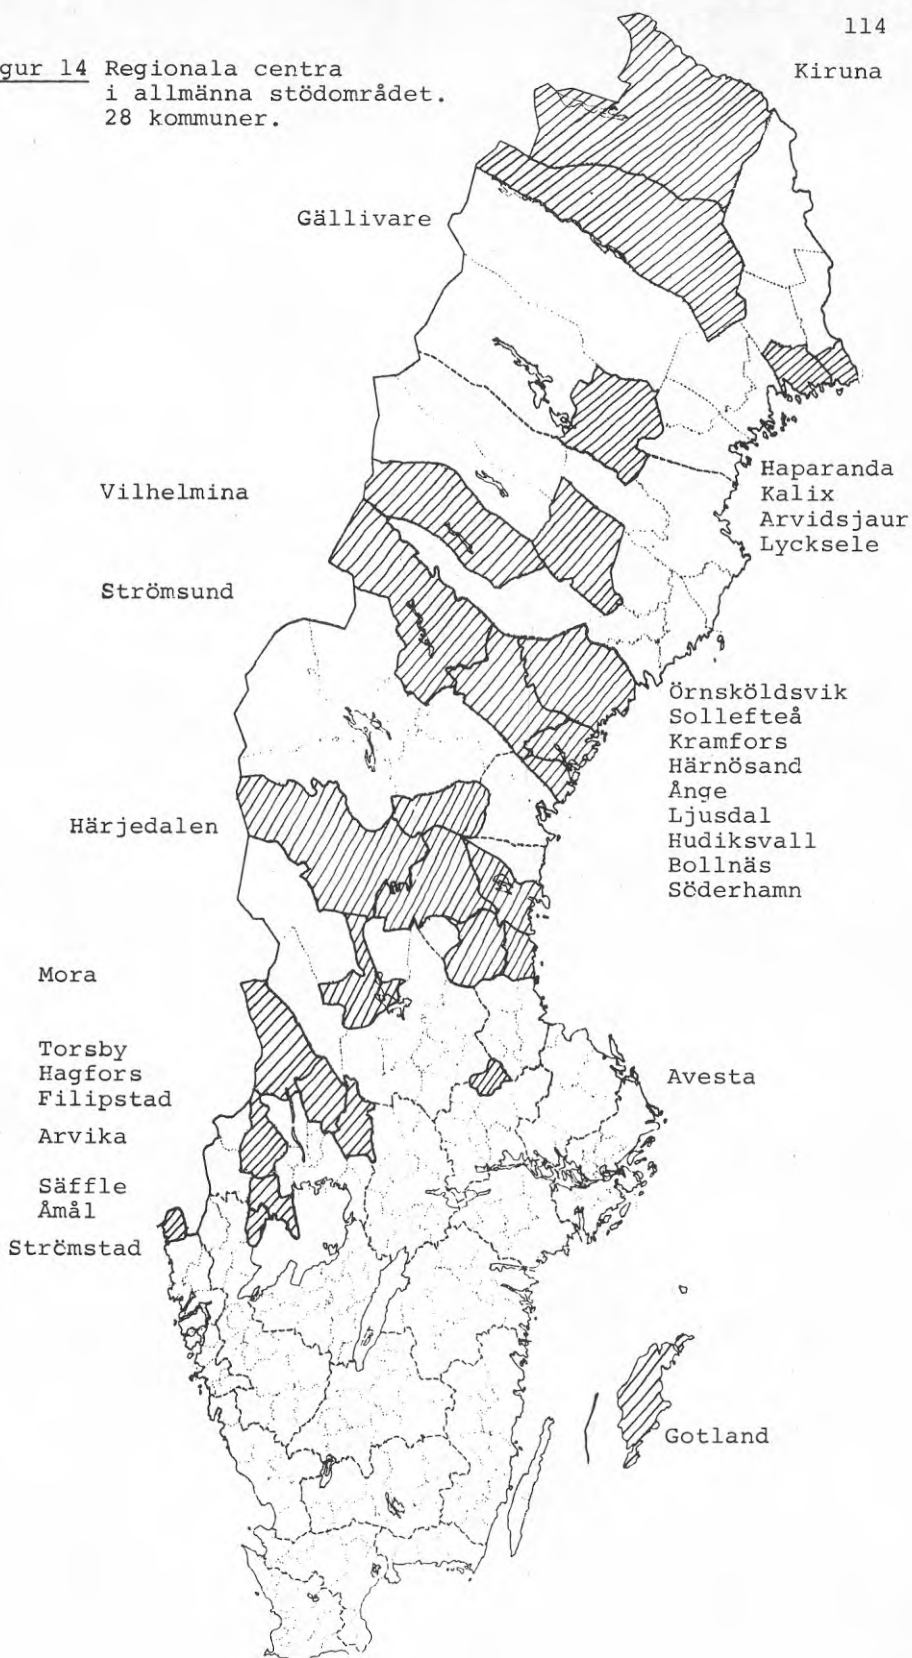 114
gur 14 Regionala centra
i allmänna stödområdet.
28 kommuner.
Kiruna
Gällivare
Vilhelmina
Haparanda
Kalix
Arvidsjaur
Lycksele
Strömsund
Örnsköldsvik
Sollefteå
Kramfors
Härnösand
Ånge
Ljusdal
Hudiksvall
Bollnäs
Söderhamn
Härjedalen
Mora
Torsby
Hagfors
Filipstad
Arvika
Avesta
Säffle
Åmål
Strömstad
Gotland